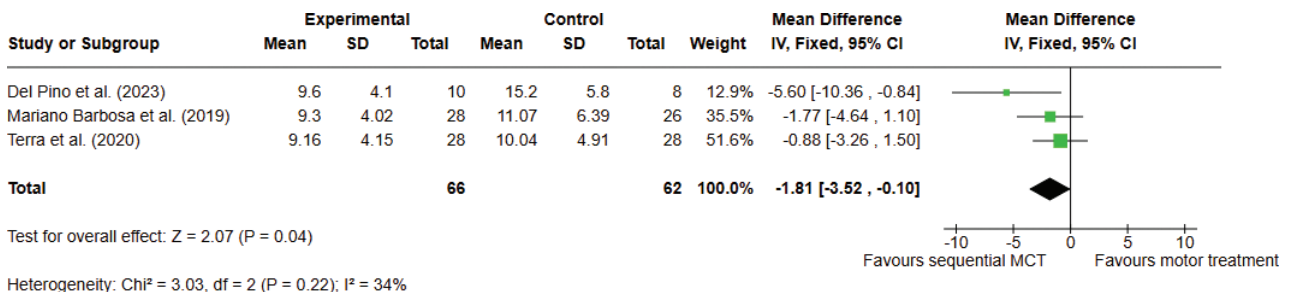 Experimental Control Mean Difference Mean Difference
Study or Subgroup Mean SD Total Mean SD Total Weight IV, Fixed, 95% CI IV, Fixed, 95% CI
Del Pino et al. (2023) 9.6 4.1 10 15.2 5.8 8 12.9% -5.60 [-10.36 , -0.84]
Mariano Barbosa et al. (2019) 9.3 4.02 28 11.07 6.39 26 35.5% -1.77 [-4.64 , 1.10]
Terra et al. (2020) 9.16 4.15 28 10.04 4.91 28 51.6% -0.88 [-3.26 , 1.50]
Total 66 62 100.0% -1.81 [-3.52 , -0.10]
Test for overall effect: Z = 2.07 (P = 0.04)
-10 -5 0 5 10
Favours sequential MCT Favours motor treatment
Heterogeneity: Chi² = 3.03, df = 2 (P = 0.22); I² = 34%